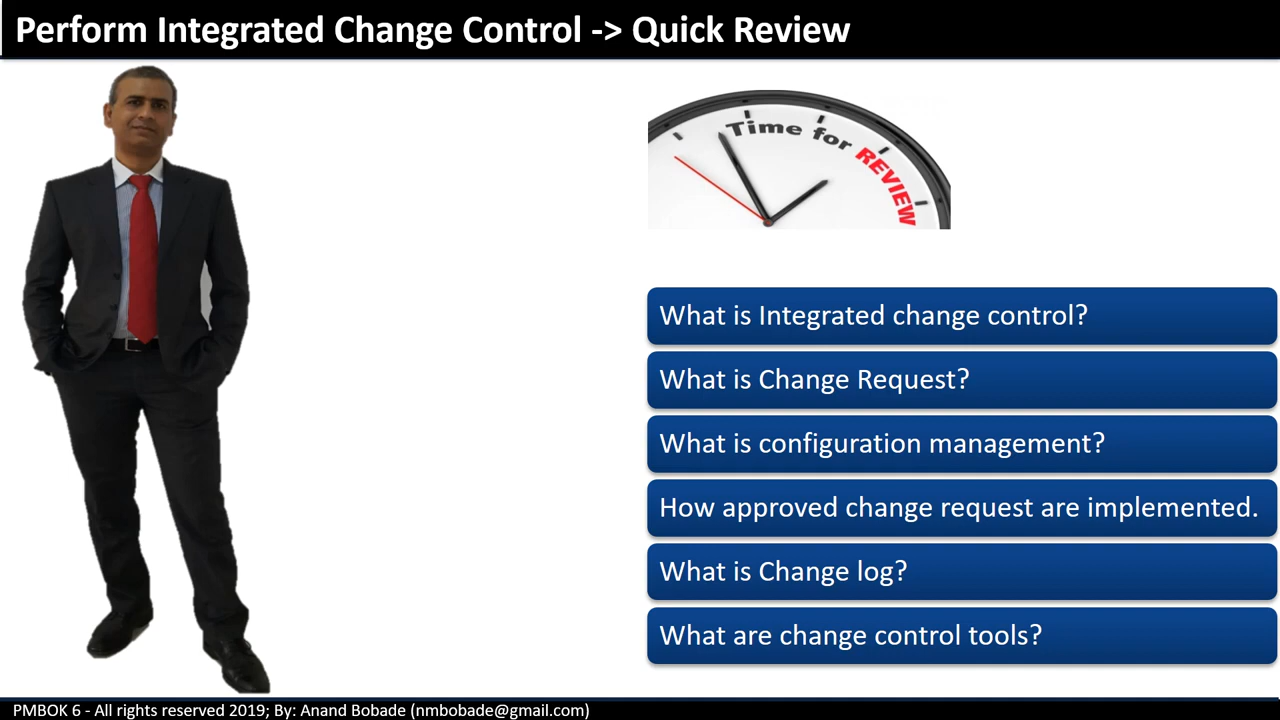 Perform Integrated Change Control -> Quick Review
Time for REVIEW
What is Integrated change control?
What is Change Request?
What is configuration management?
How approved change request are implemented.
What is Change log?
What are change control tools?
PMBOK 6 - All rights reserved 2019; By: Anand Bobade (nmbobade@gmail.com)